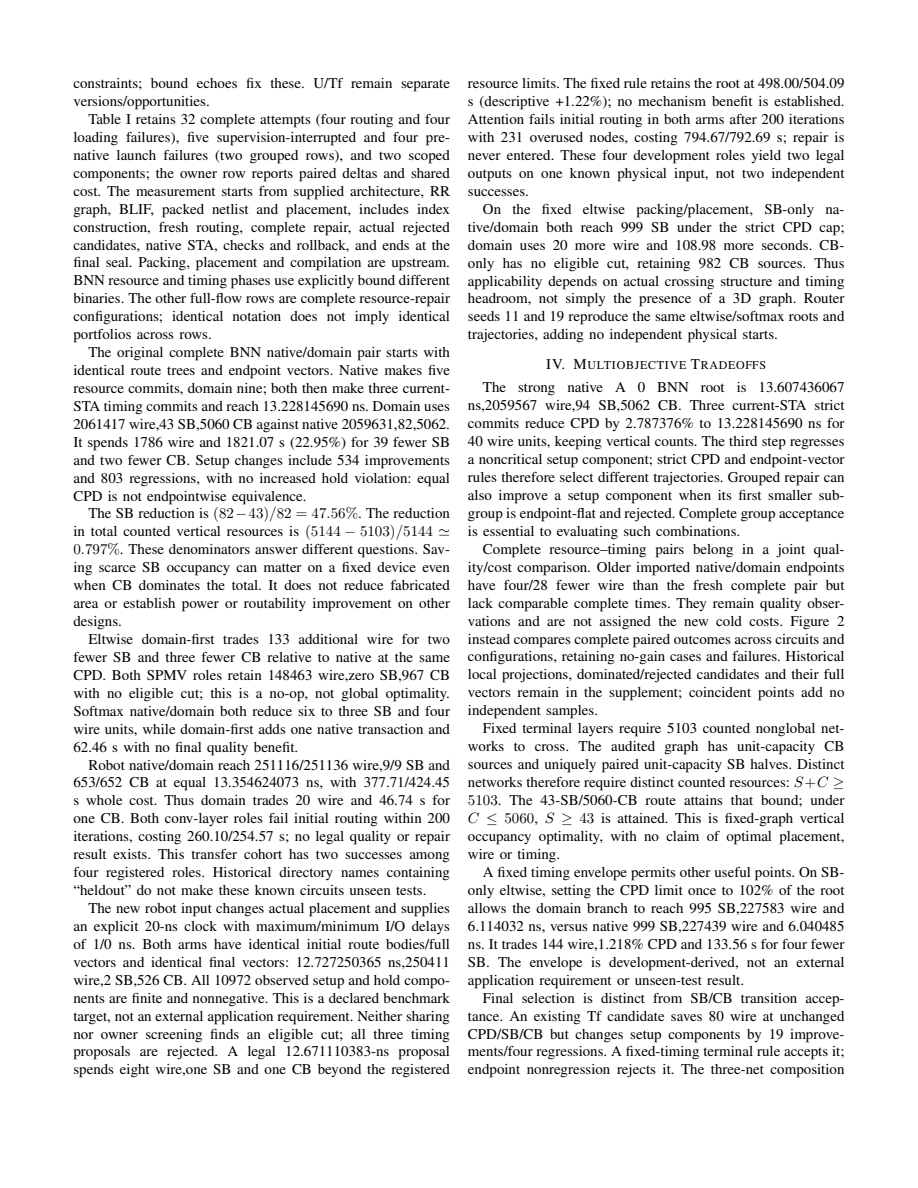 constraints; bound echoes fix these. U/Tf remain separate
versions/opportunities.
Table I retains 32 complete attempts (four routing and four
loading failures), five supervision-interrupted and four pre-
native launch failures (two grouped rows), and two scoped
components; the owner row reports paired deltas and shared
cost. The measurement starts from supplied architecture, RR
graph, BLIF, packed netlist and placement, includes index
construction, fresh routing, complete repair, actual rejected
candidates, native STA, checks and rollback, and ends at the
final seal. Packing, placement and compilation are upstream.
BNN resource and timing phases use explicitly bound different
binaries. The other full-flow rows are complete resource-repair
configurations; identical notation does not imply identical
portfolios across rows.
The original complete BNN native/domain pair starts with
identical route trees and endpoint vectors. Native makes five
resource commits, domain nine; both then make three current-
STA timing commits and reach 13.228145690 ns. Domain uses
2061417 wire,43 SB,5060 CB against native 2059631,82,5062.
It spends 1786 wire and 1821.07 s (22.95%) for 39 fewer SB
and two fewer CB. Setup changes include 534 improvements
and 803 regressions, with no increased hold violation: equal
CPD is not endpointwise equivalence.
The SB reduction is (82−43)/82 = 47.56%. The reduction
in total counted vertical resources is (5144 − 5103)/5144 ≃
0.797%. These denominators answer different questions. Sav-
ing scarce SB occupancy can matter on a fixed device even
when CB dominates the total. It does not reduce fabricated
area or establish power or routability improvement on other
designs.
Eltwise domain-first trades 133 additional wire for two
fewer SB and three fewer CB relative to native at the same
CPD. Both SPMV roles retain 148463 wire,zero SB,967 CB
with no eligible cut; this is a no-op, not global optimality.
Softmax native/domain both reduce six to three SB and four
wire units, while domain-first adds one native transaction and
62.46 s with no final quality benefit.
Robot native/domain reach 251116/251136 wire,9/9 SB and
653/652 CB at equal 13.354624073 ns, with 377.71/424.45
s whole cost. Thus domain trades 20 wire and 46.74 s for
one CB. Both conv-layer roles fail initial routing within 200
iterations, costing 260.10/254.57 s; no legal quality or repair
result exists. This transfer cohort has two successes among
four registered roles. Historical directory names containing
“heldout” do not make these known circuits unseen tests.
The new robot input changes actual placement and supplies
an explicit 20-ns clock with maximum/minimum I/O delays
of 1/0 ns. Both arms have identical initial route bodies/full
vectors and identical final vectors: 12.727250365 ns,250411
wire,2 SB,526 CB. All 10972 observed setup and hold compo-
nents are finite and nonnegative. This is a declared benchmark
target, not an external application requirement. Neither sharing
nor owner screening finds an eligible cut; all three timing
proposals are rejected. A legal 12.671110383-ns proposal
spends eight wire,one SB and one CB beyond the registered
resource limits. The fixed rule retains the root at 498.00/504.09
s (descriptive +1.22%); no mechanism benefit is established.
Attention fails initial routing in both arms after 200 iterations
with 231 overused nodes, costing 794.67/792.69 s; repair is
never entered. These four development roles yield two legal
outputs on one known physical input, not two independent
successes.
On the fixed eltwise packing/placement, SB-only na-
tive/domain both reach 999 SB under the strict CPD cap;
domain uses 20 more wire and 108.98 more seconds. CB-
only has no eligible cut, retaining 982 CB sources. Thus
applicability depends on actual crossing structure and timing
headroom, not simply the presence of a 3D graph. Router
seeds 11 and 19 reproduce the same eltwise/softmax roots and
trajectories, adding no independent physical starts.
IV. MULTIOBJECTIVE TRADEOFFS
The strong native A 0 BNN root is 13.607436067
ns,2059567 wire,94 SB,5062 CB. Three current-STA strict
commits reduce CPD by 2.787376% to 13.228145690 ns for
40 wire units, keeping vertical counts. The third step regresses
a noncritical setup component; strict CPD and endpoint-vector
rules therefore select different trajectories. Grouped repair can
also improve a setup component when its first smaller sub-
group is endpoint-flat and rejected. Complete group acceptance
is essential to evaluating such combinations.
Complete resource–timing pairs belong in a joint qual-
ity/cost comparison. Older imported native/domain endpoints
have four/28 fewer wire than the fresh complete pair but
lack comparable complete times. They remain quality obser-
vations and are not assigned the new cold costs. Figure 2
instead compares complete paired outcomes across circuits and
configurations, retaining no-gain cases and failures. Historical
local projections, dominated/rejected candidates and their full
vectors remain in the supplement; coincident points add no
independent samples.
Fixed terminal layers require 5103 counted nonglobal net-
works to cross. The audited graph has unit-capacity CB
sources and uniquely paired unit-capacity SB halves. Distinct
networks therefore require distinct counted resources: S+C ≥
5103. The 43-SB/5060-CB route attains that bound; under
C ≤ 5060, S ≥ 43 is attained. This is fixed-graph vertical
occupancy optimality, with no claim of optimal placement,
wire or timing.
A fixed timing envelope permits other useful points. On SB-
only eltwise, setting the CPD limit once to 102% of the root
allows the domain branch to reach 995 SB,227583 wire and
6.114032 ns, versus native 999 SB,227439 wire and 6.040485
ns. It trades 144 wire,1.218% CPD and 133.56 s for four fewer
SB. The envelope is development-derived, not an external
application requirement or unseen-test result.
Final selection is distinct from SB/CB transition accep-
tance. An existing Tf candidate saves 80 wire at unchanged
CPD/SB/CB but changes setup components by 19 improve-
ments/four regressions. A fixed-timing terminal rule accepts it;
endpoint nonregression rejects it. The three-net composition